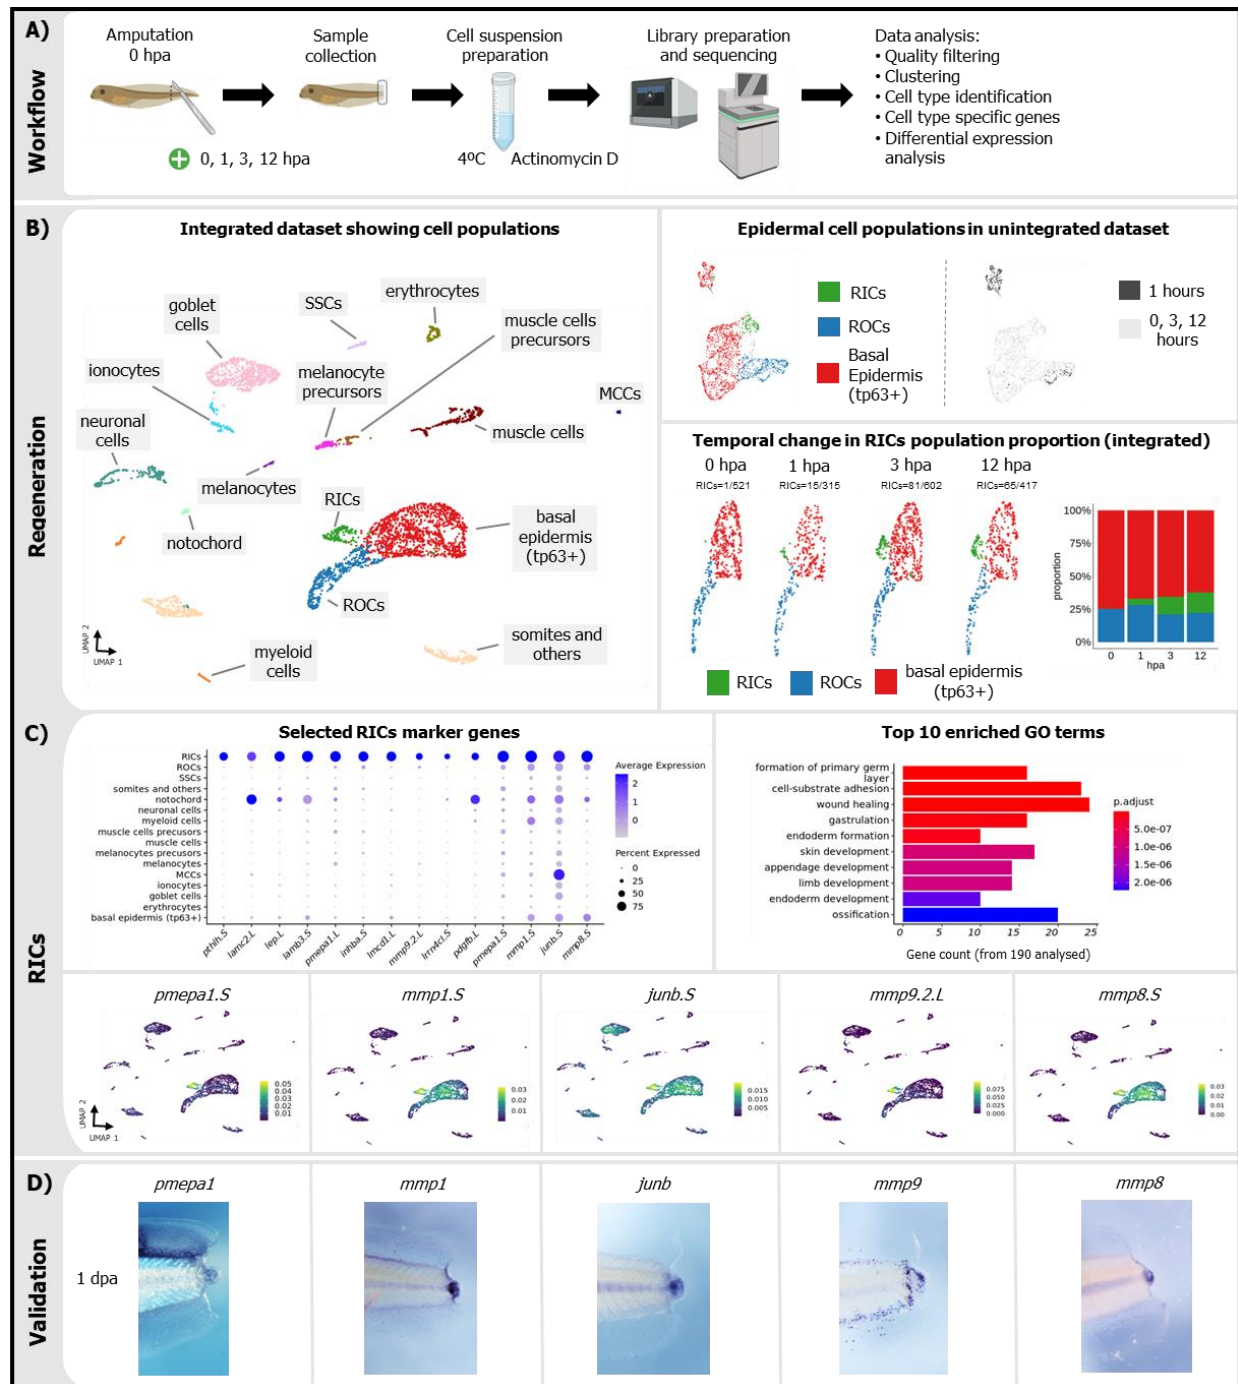 A)
Workflow
Amputation
0 hpa
Sample
collection
Cell suspension
preparation
Library preparation
and sequencing
Data analysis:
• Quality filtering
• Clustering
• Cell type identification
• Cell type specific genes
• Differential expression
analysis
0, 1, 3, 12 hpa
4ºC Actinomycin D
B)
Regeneration
Integrated dataset showing cell populations
goblet
cells
SSCs
erythrocytes
muscle cells
precursors
ionocytes
melanocyte
precursors
MCCs
neuronal
cells
muscle cells
melanocytes
RICs
notochord
basal
epidermis
(tp63+)
ROCs
somites and
others
myeloid
cells
UMAP 2
UMAP 1
Epidermal cell populations in unintegrated dataset
RICs
ROCs
Basal
Epidermis
(tp63+)
1 hours
0, 3, 12
hours
Temporal change in RICs population proportion (integrated)
0 hpa
1 hpa
3 hpa
12 hpa
RICs=1/521
RICs=15/315
RICs=81/602
RICs=65/417
100%
75%
50%
25%
0%
proportion
0 1 3 12
hpa
RICs
ROCs
basal epidermis
(tp63+)
C)
RICs
Selected RICs marker genes
RICs
ROCs
SSCs
somites and others
notochord
neuronal cells
myeloid cells
muscle cells precusors
muscle cells
melanocytes precusors
melanocytes
MCCs
ionocytes
goblet cells
erythrocytes
basal epidermis (tp63+)
pthlh.S
lamc2.L
lep.L
lamb3.S
pmepa1.L
inhba.S
lmcd1.L
mmp9.2.L
lrrn4cl.S
pdgfb.L
pmepa1.S
mmp1.S
junb.S
mmp8.S
Average Expression
2
1
0
Percent Expressed
0
25
50
75
Top 10 enriched GO terms
formation of primary germ
layer
cell-substrate adhesion
wound healing
gastrulation
endoderm formation
skin development
appendage development
limb development
endoderm development
ossification
0 5 10 15 20 25
Gene count (from 190 analysed)
p.adjust
5.0e-07
1.0e-06
1.5e-06
2.0e-06
pmepa1.S
mmp1.S
junb.S
mmp9.2.L
mmp8.S
0.05
0.04
0.03
0.02
0.01
0.03
0.02
0.01
0.015
0.010
0.005
0.075
0.050
0.025
0.000
0.03
0.02
0.01
0.00
UMAP 2
UMAP 1
D)
Validation
pmepa1
mmp1
junb
mmp9
mmp8
1 dpa